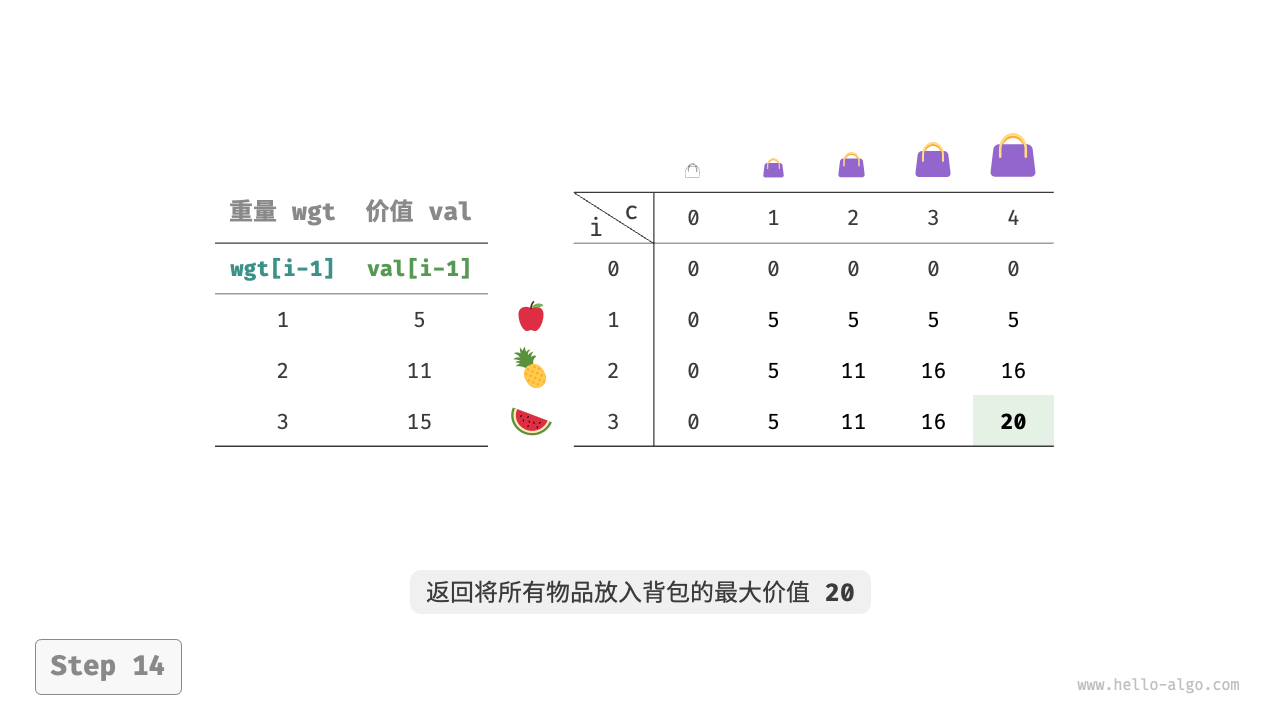 重量 wgt 价值 val
c
i
0 1 2 3 4
wgt[i-1] val[i-1]
0 0 0 0 0 0
1 5
1 0 5 5 5 5
2 11
2 0 5 11 16 16
3 15
3 0 5 11 16 20
返回将所有物品放入背包的最大价值 20
Step 14
www.hello-algo.com